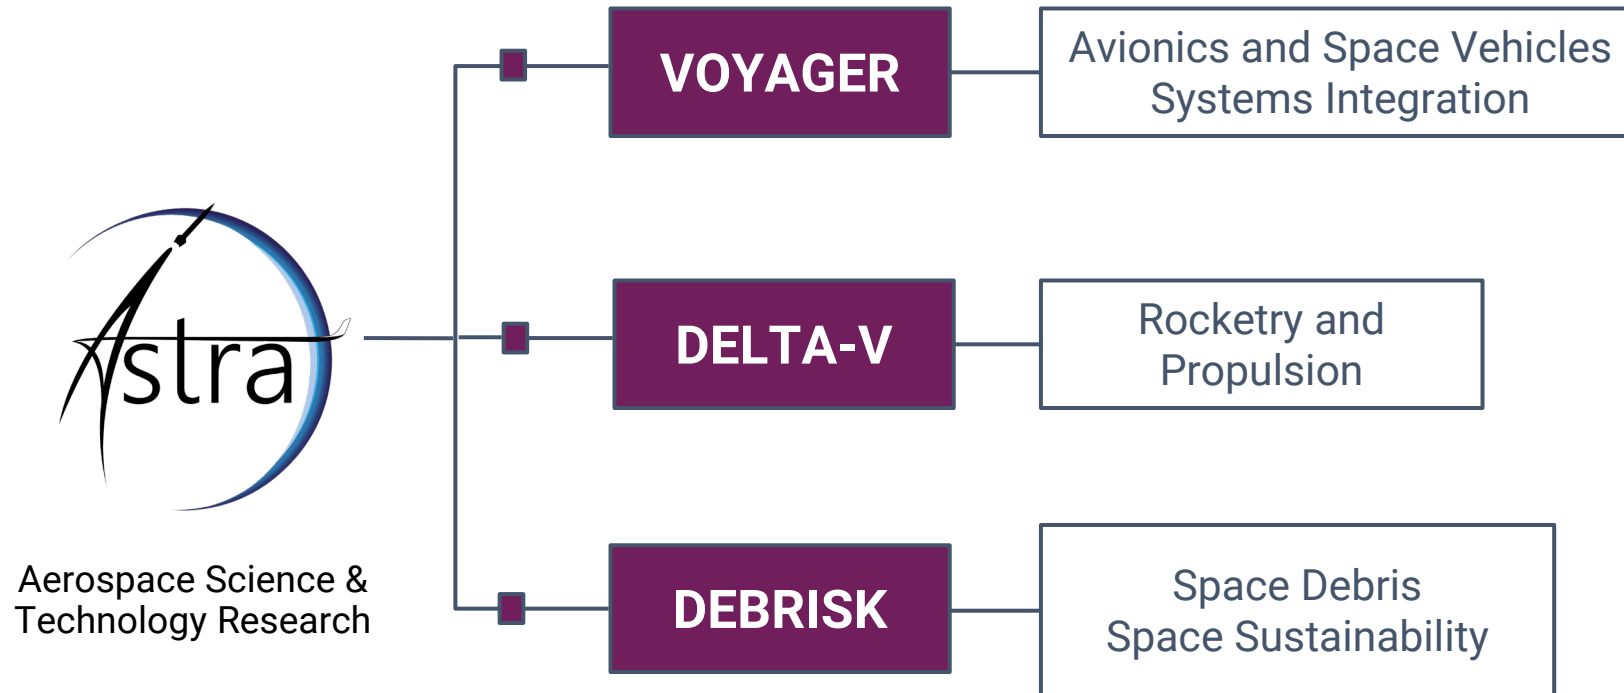 Astra
Aerospace Science &
Technology Research
VOYAGER
Avionics and Space Vehicles
Systems Integration
DELTA-V
Rocketry and
Propulsion
DEBRISK
Space Debris
Space Sustainability